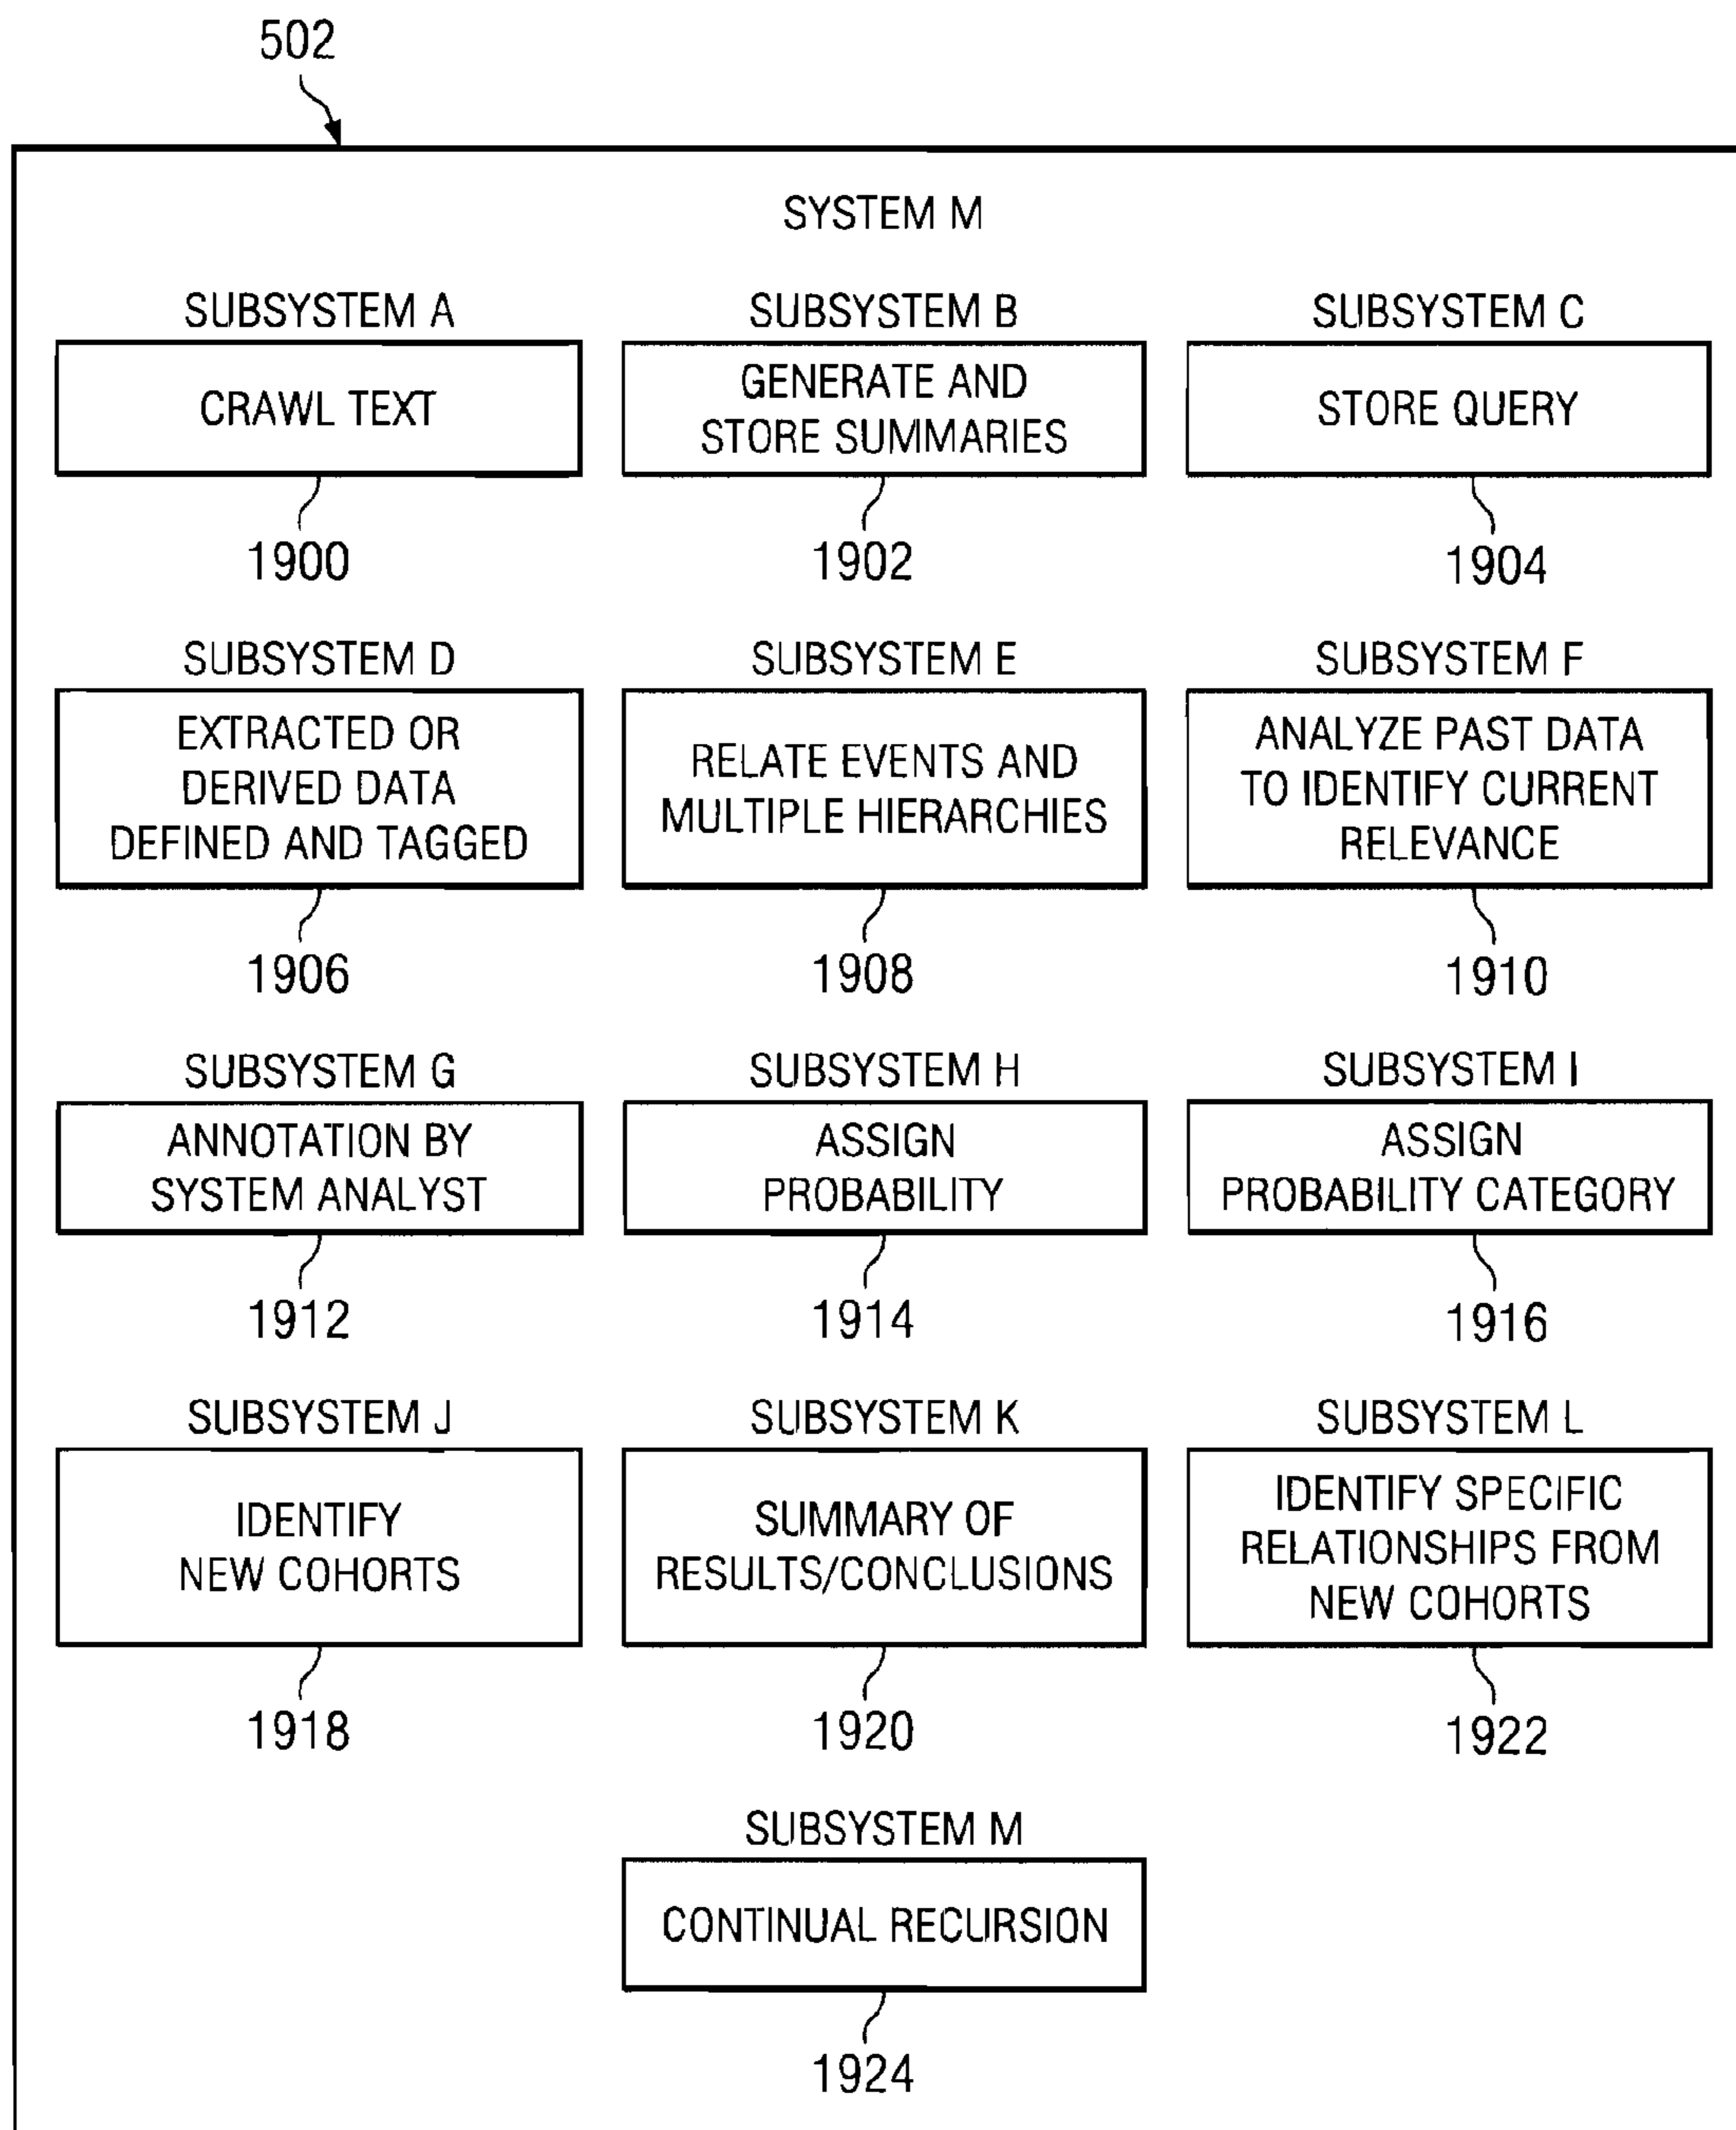 502
SYSTEM M
SUBSYSTEM A
CRAWL TEXT
1900
SUBSYSTEM B
GENERATE AND
STORE SUMMARIES
1902
SUBSYSTEM C
STORE QUERY
1904
SUBSYSTEM D
EXTRACTED OR
DERIVED DATA
DEFINED AND TAGGED
1906
SUBSYSTEM E
RELATE EVENTS AND
MULTIPLE HIERARCHIES
1908
SUBSYSTEM F
ANALYZE PAST DATA
TO IDENTIFY CURRENT
RELEVANCE
1910
SUBSYSTEM G
ANNOTATION BY
SYSTEM ANALYST
1912
SUBSYSTEM H
ASSIGN
PROBABILITY
1914
SUBSYSTEM I
ASSIGN
PROBABILITY CATEGORY
1916
SUBSYSTEM J
IDENTIFY
NEW COHORTS
1918
SUBSYSTEM K
SUMMARY OF
RESULTS/CONCLUSIONS
1920
SUBSYSTEM L
IDENTIFY SPECIFIC
RELATIONSHIPS FROM
NEW COHORTS
1922
SUBSYSTEM M
CONTINUAL RECURSION
1924